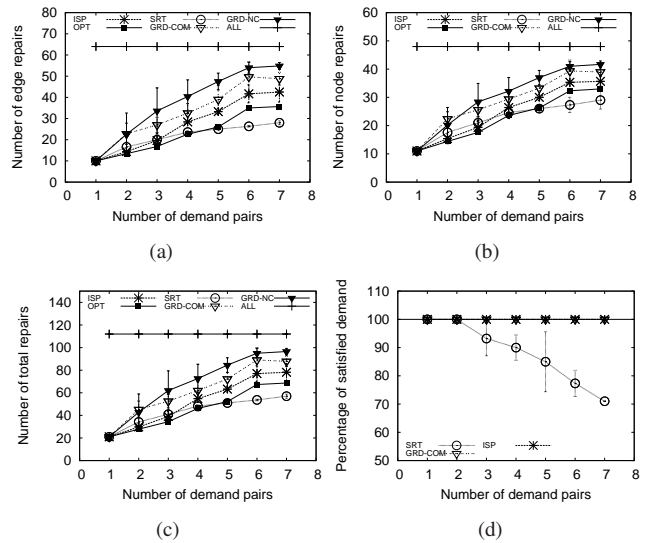 ISP SRT GRD-NC
OPT GRD-COM ALL
Number of edge repairs
80
70
60
50
40
30
20
10
0
0 1 2 3 4 5 6 7 8
Number of demand pairs
(a)
ISP SRT GRD-NC
OPT GRD-COM ALL
Number of node repairs
60
50
40
30
20
10
0
0 1 2 3 4 5 6 7 8
Number of demand pairs
(b)
ISP SRT GRD-NC
OPT GRD-COM ALL
Number of total repairs
140
120
100
80
60
40
20
0
0 1 2 3 4 5 6 7 8
Number of demand pairs
(c)
Percentage of satisfied demand
110
100
90
80
70
60
50
SRT ISP
GRD-COM
0 1 2 3 4 5 6 7 8
Number of demand pairs
(d)